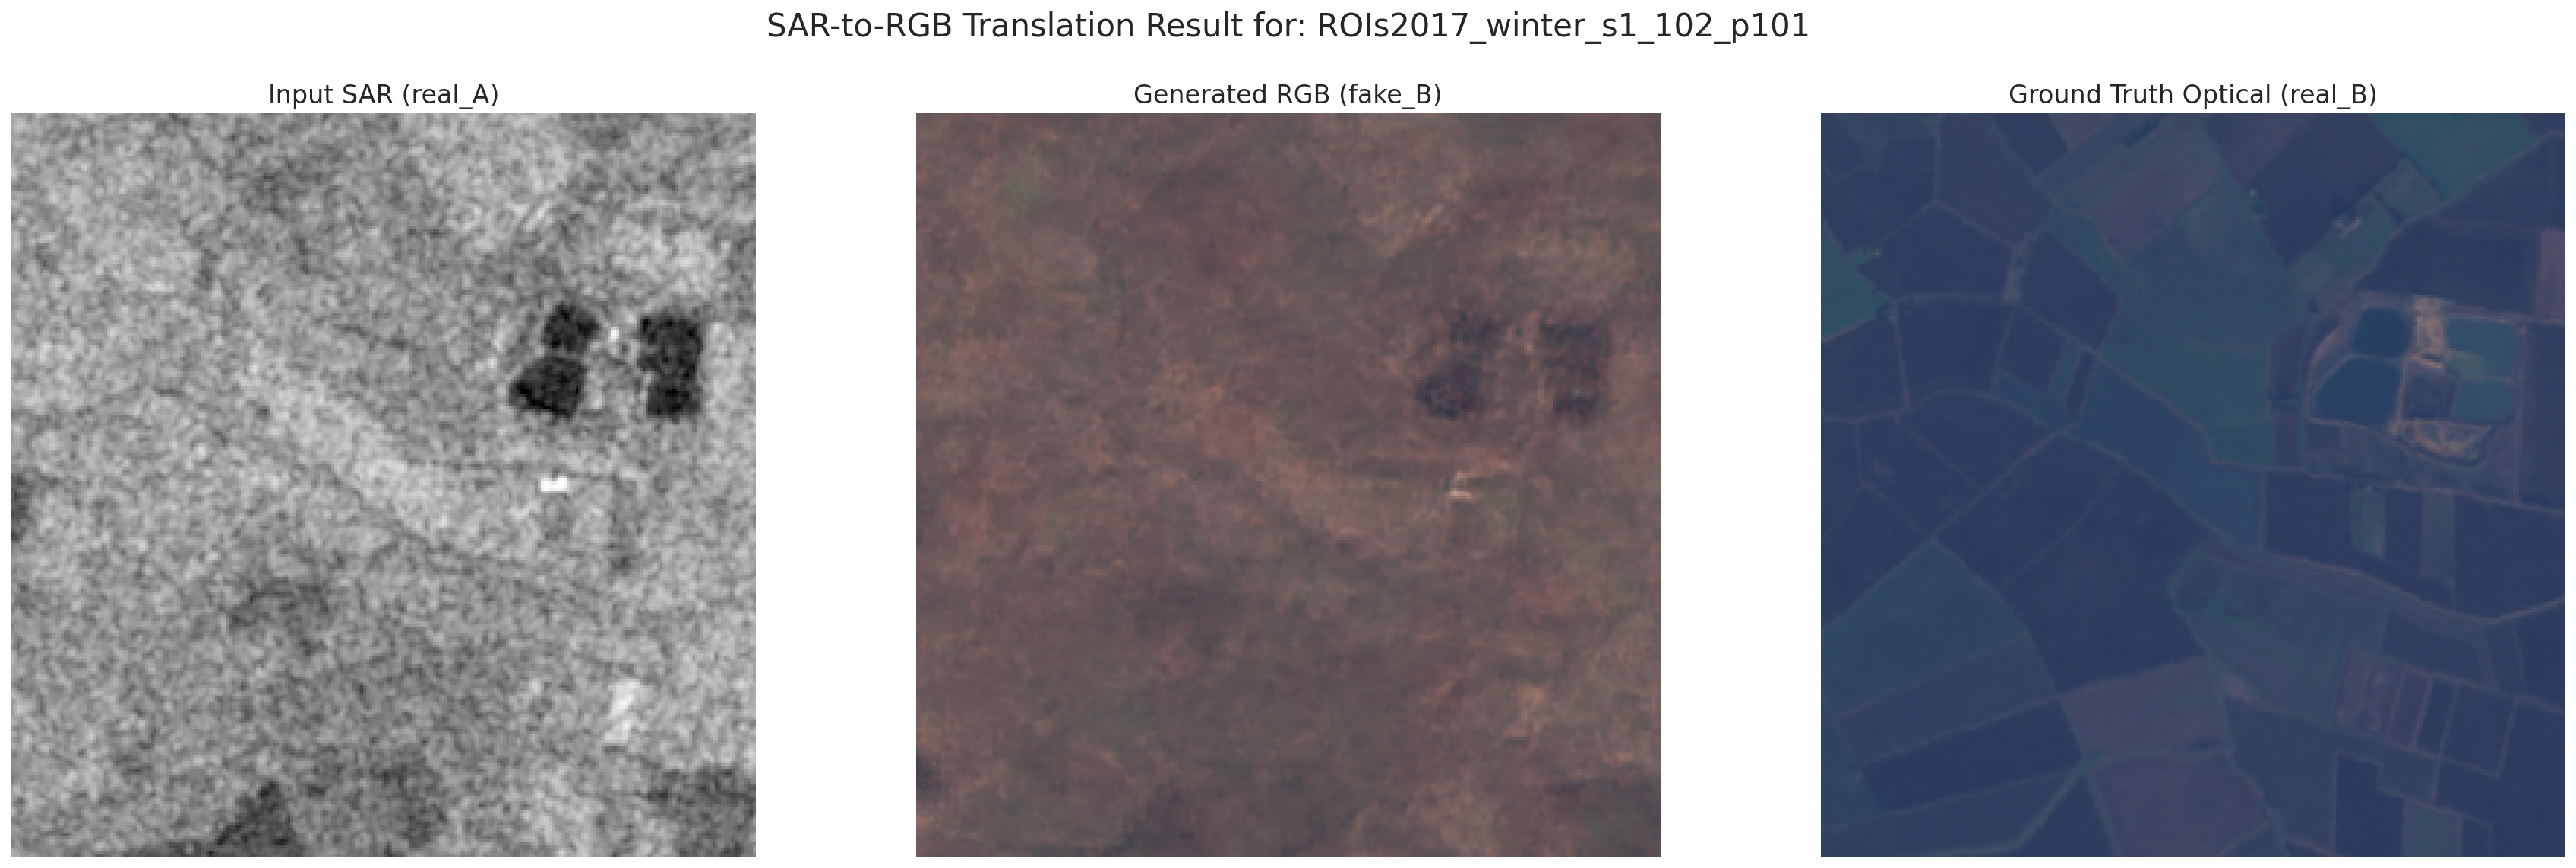 SAR-to-RGB Translation Result for: ROIs2017_winter_s1_102_p101
Input SAR (real_A)
Generated RGB (fake_B)
Ground Truth Optical (real_B)